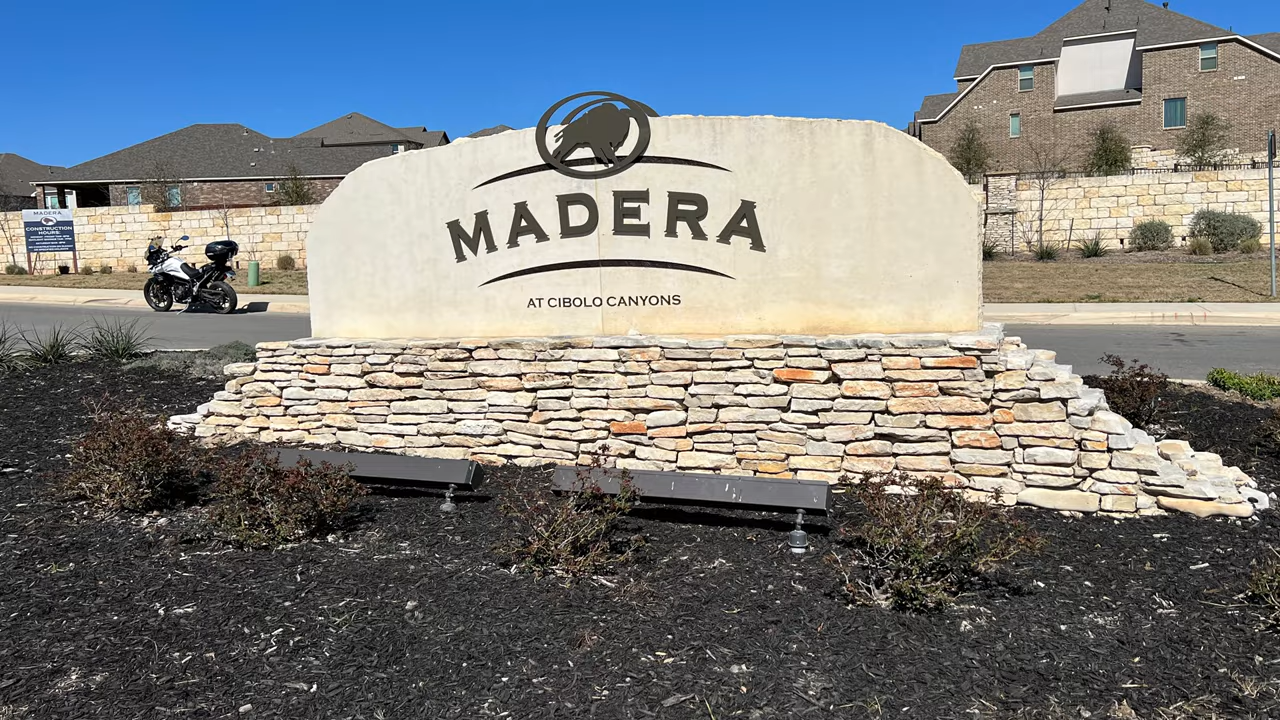 MADERA
AT CIBOLO CANYONS
MADERA
CONSTRUCTION
HOURS: